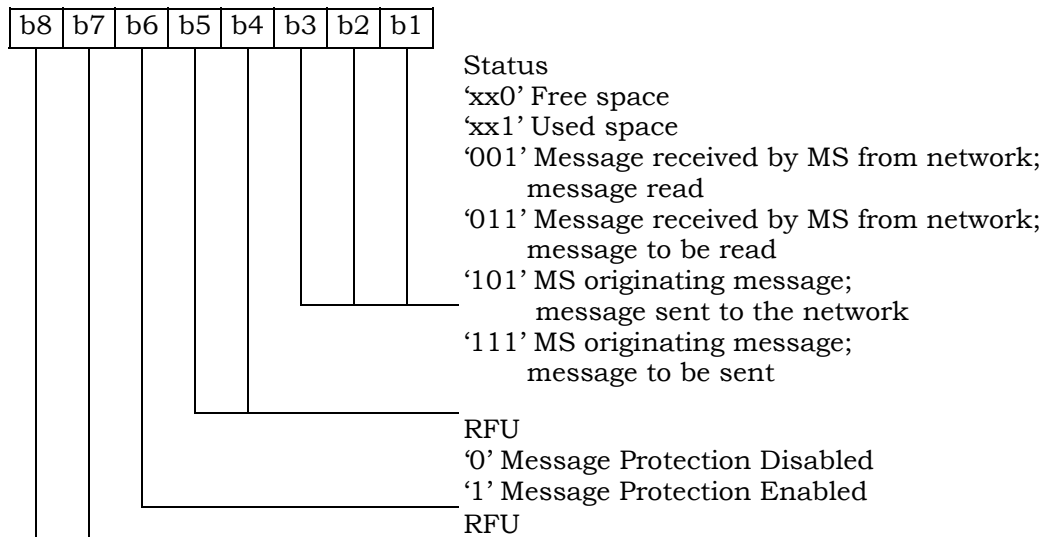 b8 b7 b6 b5 b4 b3 b2 b1
Status
‘xx0’ Free space
‘xx1’ Used space
‘001’ Message received by MS from network;
message read
‘011’ Message received by MS from network;
message to be read
‘101’ MS originating message;
message sent to the network
‘111’ MS originating message;
message to be sent
RFU
‘0’ Message Protection Disabled
‘1’ Message Protection Enabled
RFU